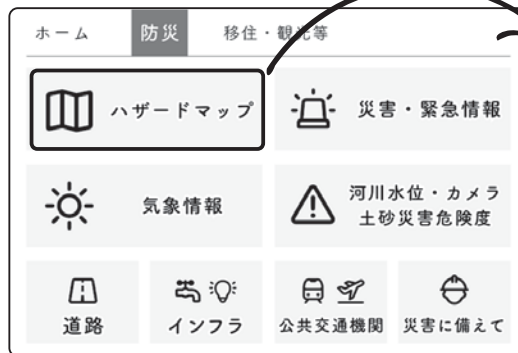 ホーム 防災 移住・観光等
ハザードマップ 災害・緊急情報
気象情報 河川水位・カメラ
土砂災害危険度
道路 インフラ 公共交通機関 災害に備えて